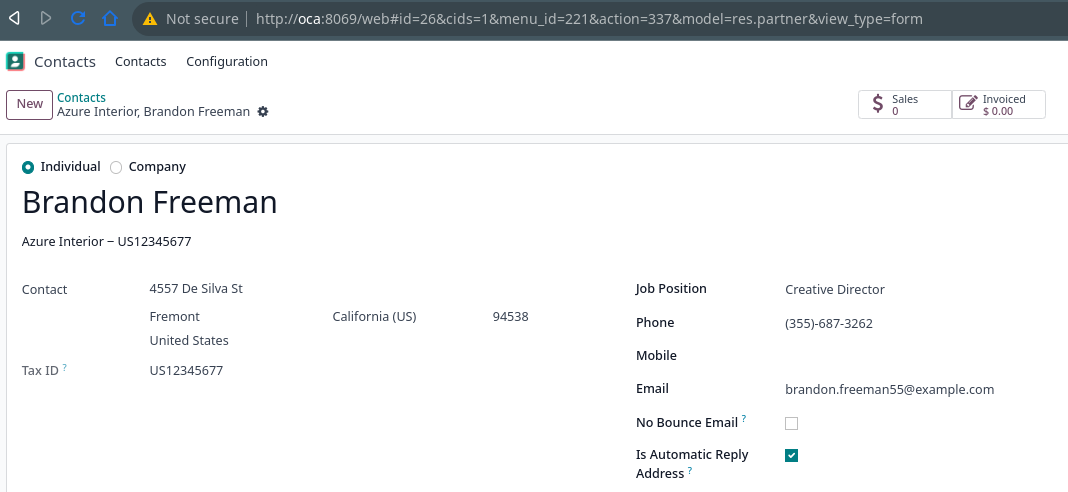 Not secure http://oca:8069/web#id=26&cids=1&menu_id=221&action=337&model=res.partner&view_type=form
Contacts Contacts Configuration
New
Contacts
Azure Interior, Brandon Freeman
Sales
0
Invoiced
$ 0.00
Individual Company
Brandon Freeman
Azure Interior – US12345677
Contact
4557 De Silva St
Fremont California (US) 94538
United States
Tax ID ? US12345677
Job Position Creative Director
Phone (355)-687-3262
Mobile
Email brandon.freeman55@example.com
No Bounce Email ?
Is Automatic Reply
Address ?